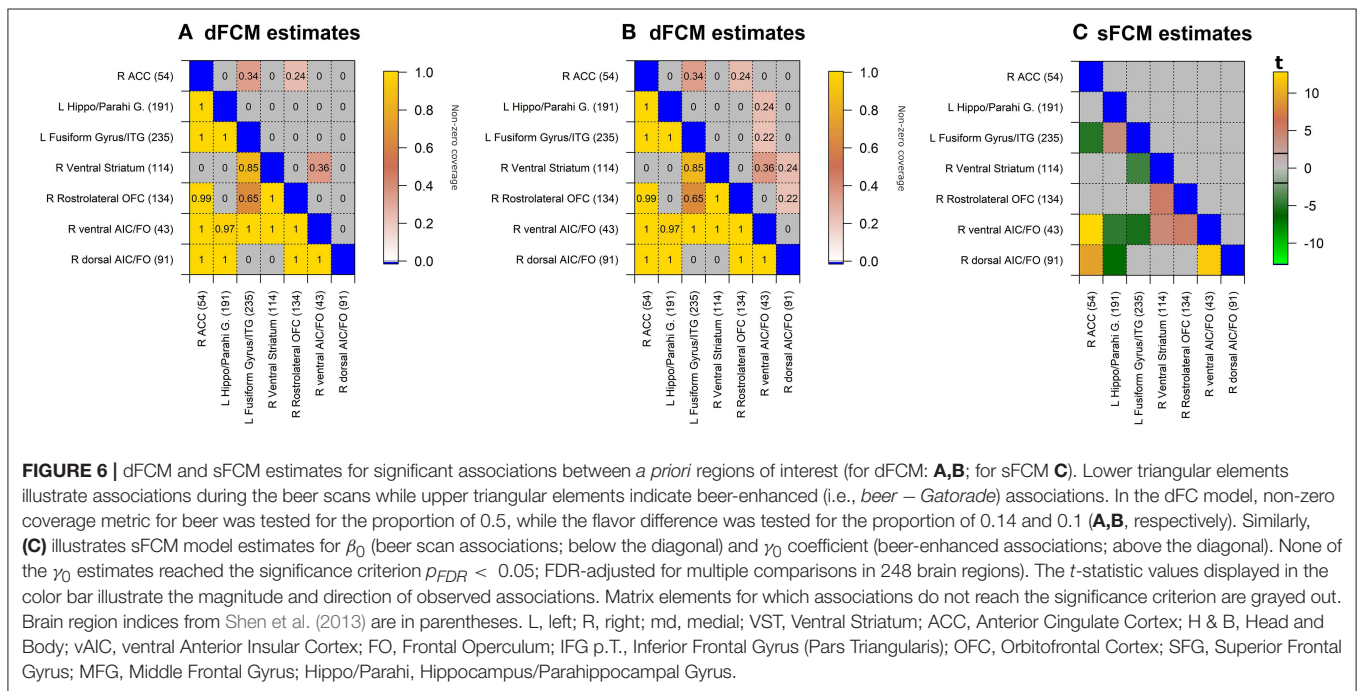 A dFCM estimates
R ACC (54) 0 0.34 0 0.24 0 0
L Hippo/Parahi G. (191) 1 0 0 0 0 0
L Fusiform Gyrus/ITG (235) 1 1 0 0 0 0
R Ventral Striatum (114) 0 0 0.85 0 0.36 0
R Rostrolateral OFC (134) 0.99 0 0.65 1 0 0
R ventral AIC/FO (43) 1 0.97 1 1 1 0
R dorsal AIC/FO (91) 1 1 0 0 1 1
R ACC (54)
L Hippo/Parahi G. (191)
L Fusiform Gyrus/ITG (235)
R Ventral Striatum (114)
R Rostrolateral OFC (134)
R ventral AIC/FO (43)
R dorsal AIC/FO (91)
1.0
0.8
0.6
0.4
0.2
0.0
Non-zero coverage
B dFCM estimates
R ACC (54) 0 0.34 0 0.24 0 0
L Hippo/Parahi G. (191) 1 0 0 0 0.24 0
L Fusiform Gyrus/ITG (235) 1 1 0 0 0.22 0
R Ventral Striatum (114) 0 0 0.85 0 0.36 0.24
R Rostrolateral OFC (134) 0.99 0 0.65 1 0 0.22
R ventral AIC/FO (43) 1 0.97 1 1 1 0
R dorsal AIC/FO (91) 1 1 0 0 1 1
R ACC (54)
L Hippo/Parahi G. (191)
L Fusiform Gyrus/ITG (235)
R Ventral Striatum (114)
R Rostrolateral OFC (134)
R ventral AIC/FO (43)
R dorsal AIC/FO (91)
1.0
0.8
0.6
0.4
0.2
0.0
Non-zero coverage
C sFCM estimates
R ACC (54)
L Hippo/Parahi G. (191)
L Fusiform Gyrus/ITG (235)
R Ventral Striatum (114)
R Rostrolateral OFC (134)
R ventral AIC/FO (43)
R dorsal AIC/FO (91)
R ACC (54)
L Hippo/Parahi G. (191)
L Fusiform Gyrus/ITG (235)
R Ventral Striatum (114)
R Rostrolateral OFC (134)
R ventral AIC/FO (43)
R dorsal AIC/FO (91)
t
10
5
0
-5
-10
FIGURE 6 | dFCM and sFCM estimates for significant associations between a priori regions of interest (for dFCM: A,B; for sFCM C). Lower triangular elements
illustrate associations during the beer scans while upper triangular elements indicate beer-enhanced (i.e., beer − Gatorade) associations. In the dFC model, non-zero
coverage metric for beer was tested for the proportion of 0.5, while the flavor difference was tested for the proportion of 0.14 and 0.1 (A,B, respectively). Similarly,
(C) illustrates sFCM model estimates for β0 (beer scan associations; below the diagonal) and γ0 coefficient (beer-enhanced associations; above the diagonal). None of
the γ0 estimates reached the significance criterion pFDR < 0.05; FDR-adjusted for multiple comparisons in 248 brain regions). The t-statistic values displayed in the
color bar illustrate the magnitude and direction of observed associations. Matrix elements for which associations do not reach the significance criterion are grayed out.
Brain region indices from Shen et al. (2013) are in parentheses. L, left; R, right; md, medial; VST, Ventral Striatum; ACC, Anterior Cingulate Cortex; H & B, Head and
Body; vAIC, ventral Anterior Insular Cortex; FO, Frontal Operculum; IFG p.T., Inferior Frontal Gyrus (Pars Triangularis); OFC, Orbitofrontal Cortex; SFG, Superior Frontal
Gyrus; MFG, Middle Frontal Gyrus; Hippo/Parahi, Hippocampus/Parahippocampal Gyrus.